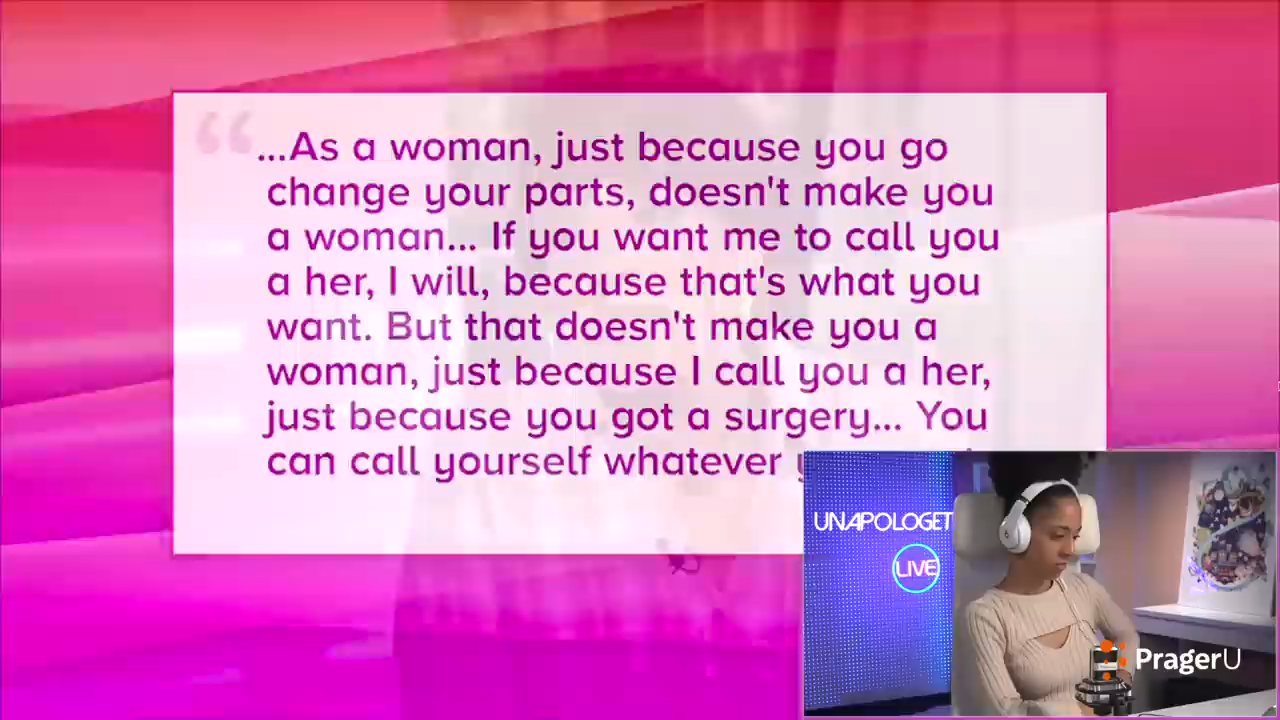 “
...As a woman, just because you go
change your parts, doesn't make you
a woman... If you want me to call you
a her, I will, because that's what you
want. But that doesn't make you a
woman, just because I call you a her,
just because you got a surgery... You
can call yourself whatever
UNAPOLOGET
LIVE
PragerU